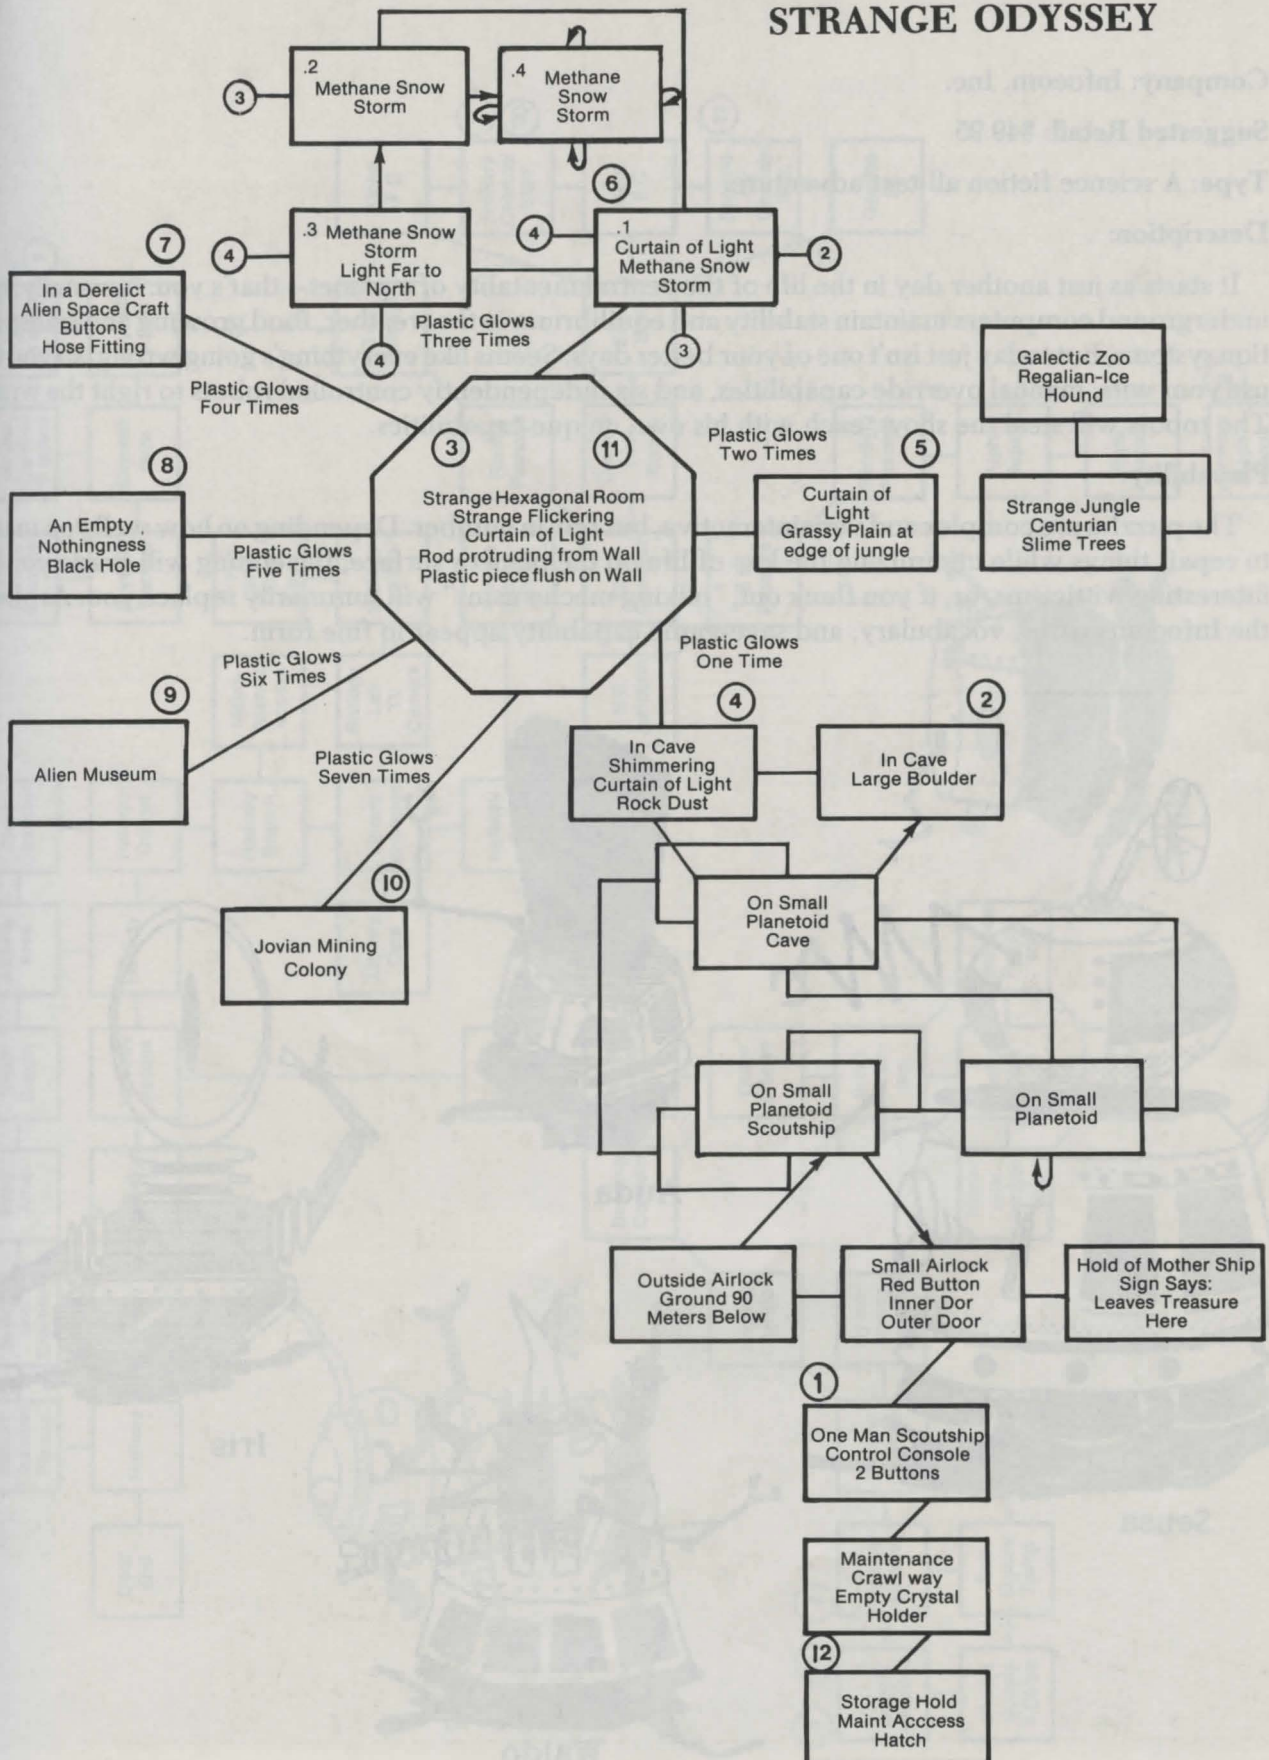 STRANGE ODYSSEY
.2
Methane Snow
Storm
.4
Methane
Snow
Storm
3
6
7
4
.3 Methane Snow
Storm
Light Far to
North
4
.1
Curtain of Light
Methane Snow
Storm
2
In a Derelict
Alien Space Craft
Buttons
Hose Fitting
Plastic Glows
Three Times
4
3
Galectic Zoo
Regalian-Ice
Hound
Plastic Glows
Four Times
3
11
Plastic Glows
Two Times
5
8
An Empty
Nothingness
Black Hole
Plastic Glows
Five Times
Strange Hexagonal Room
Strange Flickering
Curtain of Light
Rod protruding from Wall
Plastic piece flush on Wall
Curtain of
Light
Grassy Plain at
edge of jungle
Strange Jungle
Centurian
Slime Trees
Plastic Glows
Six Times
Plastic Glows
One Time
9
Alien Museum
Plastic Glows
Seven Times
4
In Cave
Shimmering
Curtain of Light
Rock Dust
2
In Cave
Large Boulder
10
Jovian Mining
Colony
On Small
Planetoid
Cave
On Small
Planetoid
Scoutship
On Small
Planetoid
Outside Airlock
Ground 90
Meters Below
Small Airlock
Red Button
Inner Dor
Outer Door
Hold of Mother Ship
Sign Says:
Leaves Treasure
Here
1
One Man Scoutship
Control Console
2 Buttons
Maintenance
Crawl way
Empty Crystal
Holder
12
Storage Hold
Maint Acccess
Hatch